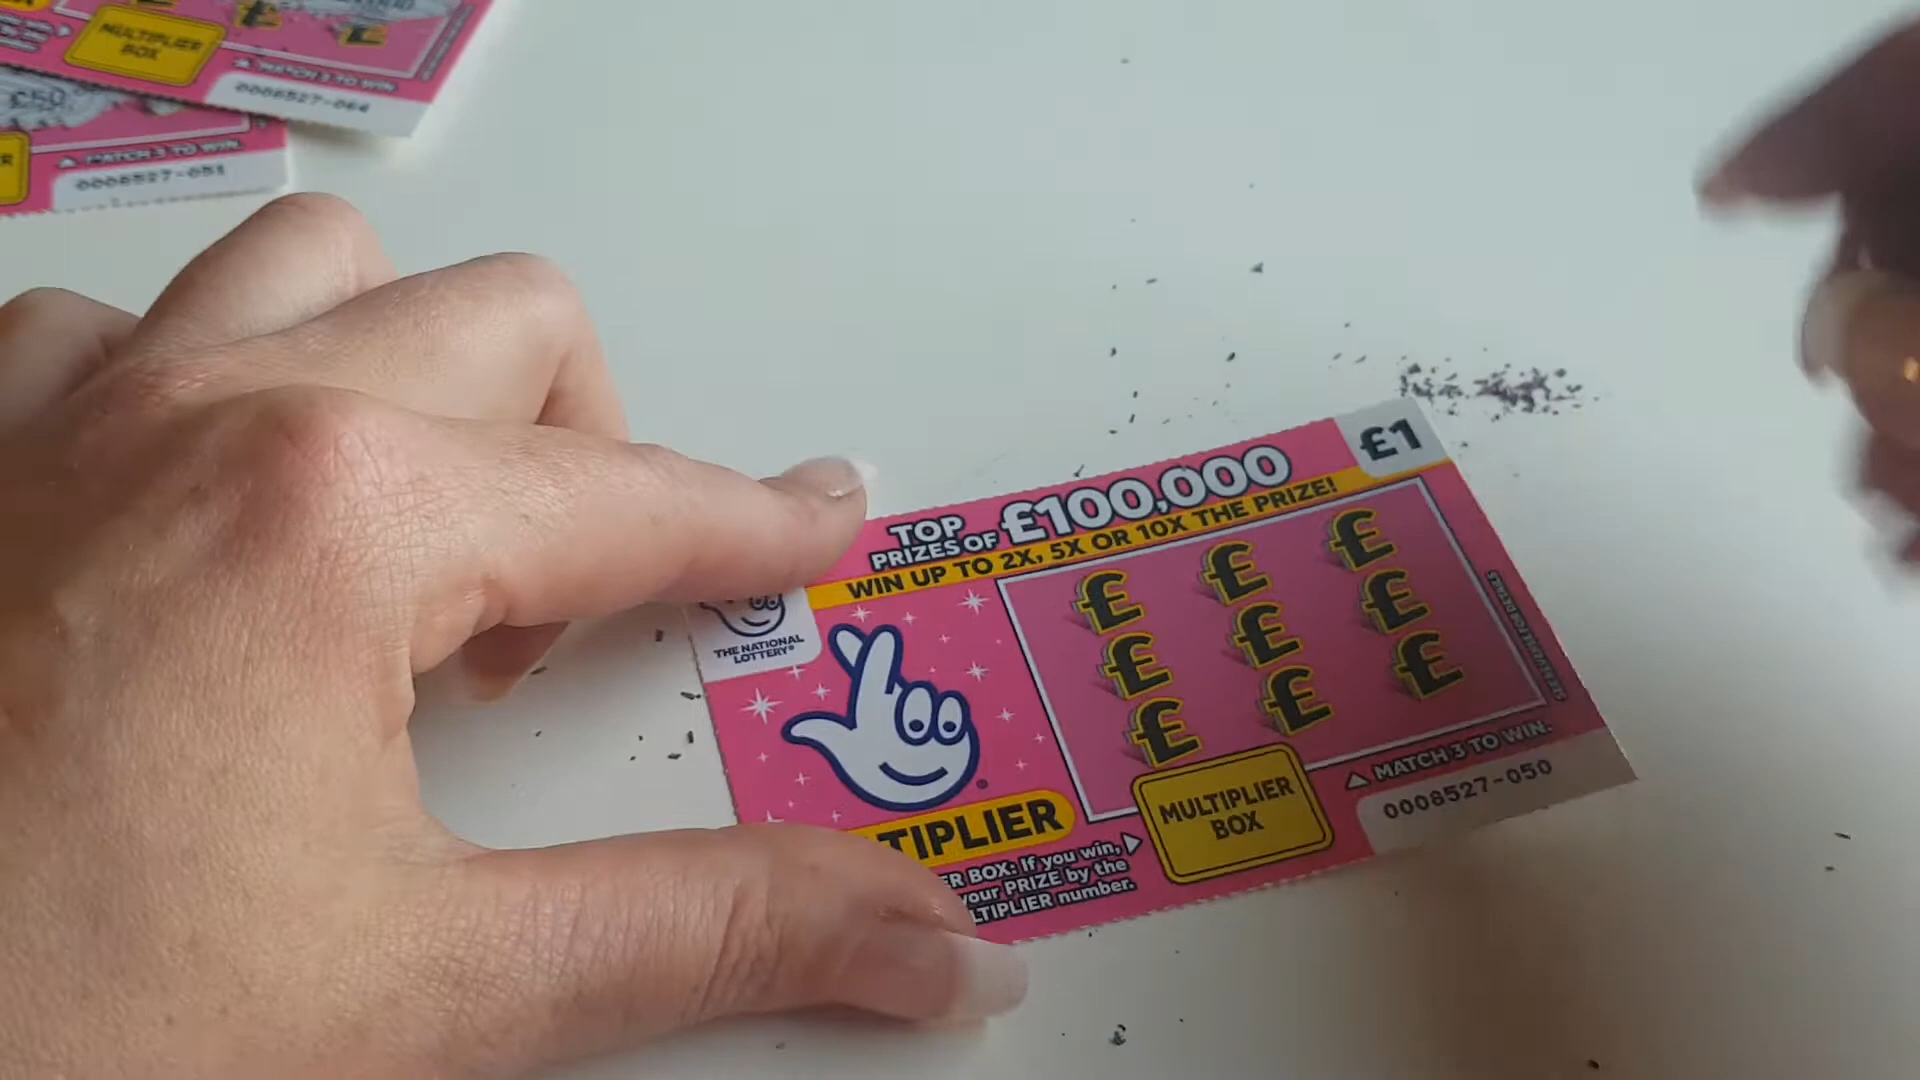 MULTIPLIER
BOX
MATCH 3 TO WIN.
0008527-064
£50
MATCH 3 TO WIN.
0008527-051
£1
TOP
PRIZES OF £100,000
WIN UP TO 2X, 5X OR 10X THE PRIZE!
THE NATIONAL
LOTTERY®
£ £ £
£ £ £
£ £ £
TIPLIER
ER BOX: If you win,
your PRIZE by the
LTIPLIER number.
MULTIPLIER
BOX
MATCH 3 TO WIN.
0008527-050